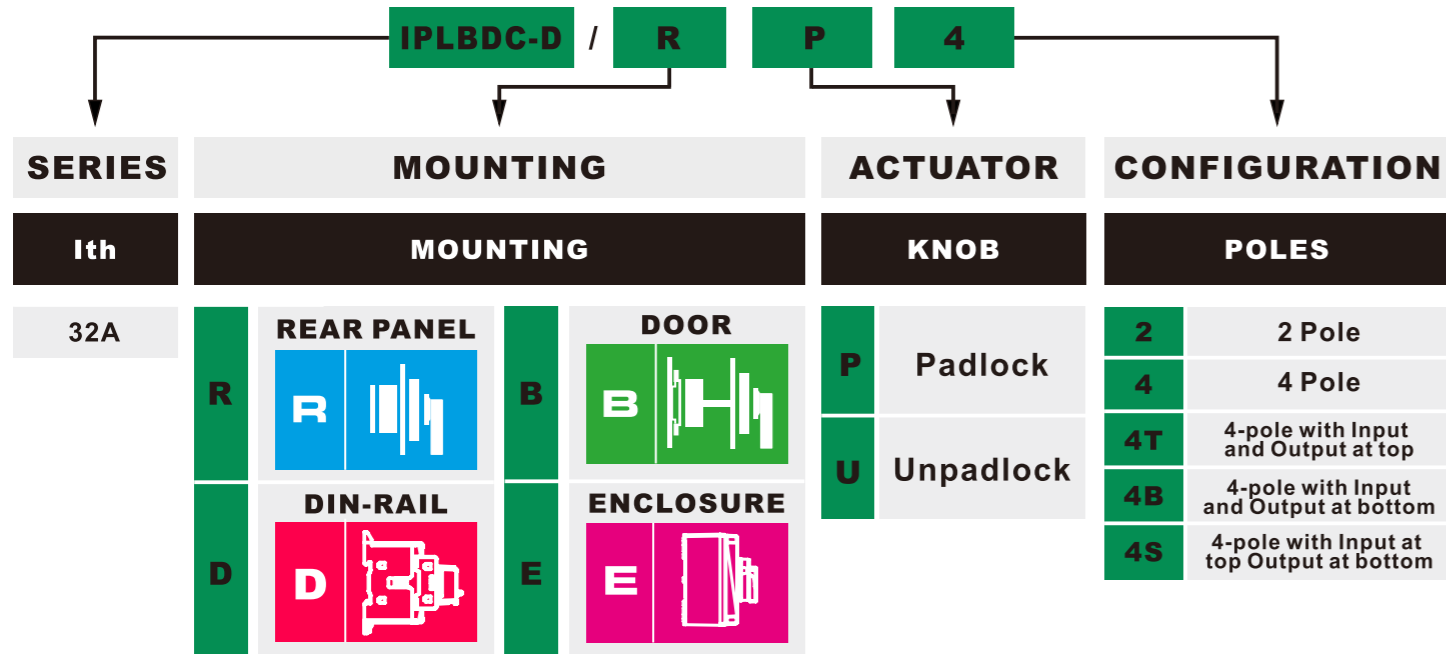 IPLBDC-D / R P 4
SERIES MOUNTING ACTUATOR CONFIGURATION
Ith MOUNTING KNOB POLES
32A
R
REAR PANEL
R
B
DOOR
B
D
DIN-RAIL
D
E
ENCLOSURE
E
P Padlock
U Unpadlock
2 2 Pole
4 4 Pole
4T 4-pole with Input
and Output at top
4B 4-pole with Input
and Output at bottom
4S 4-pole with Input at
top Output at bottom